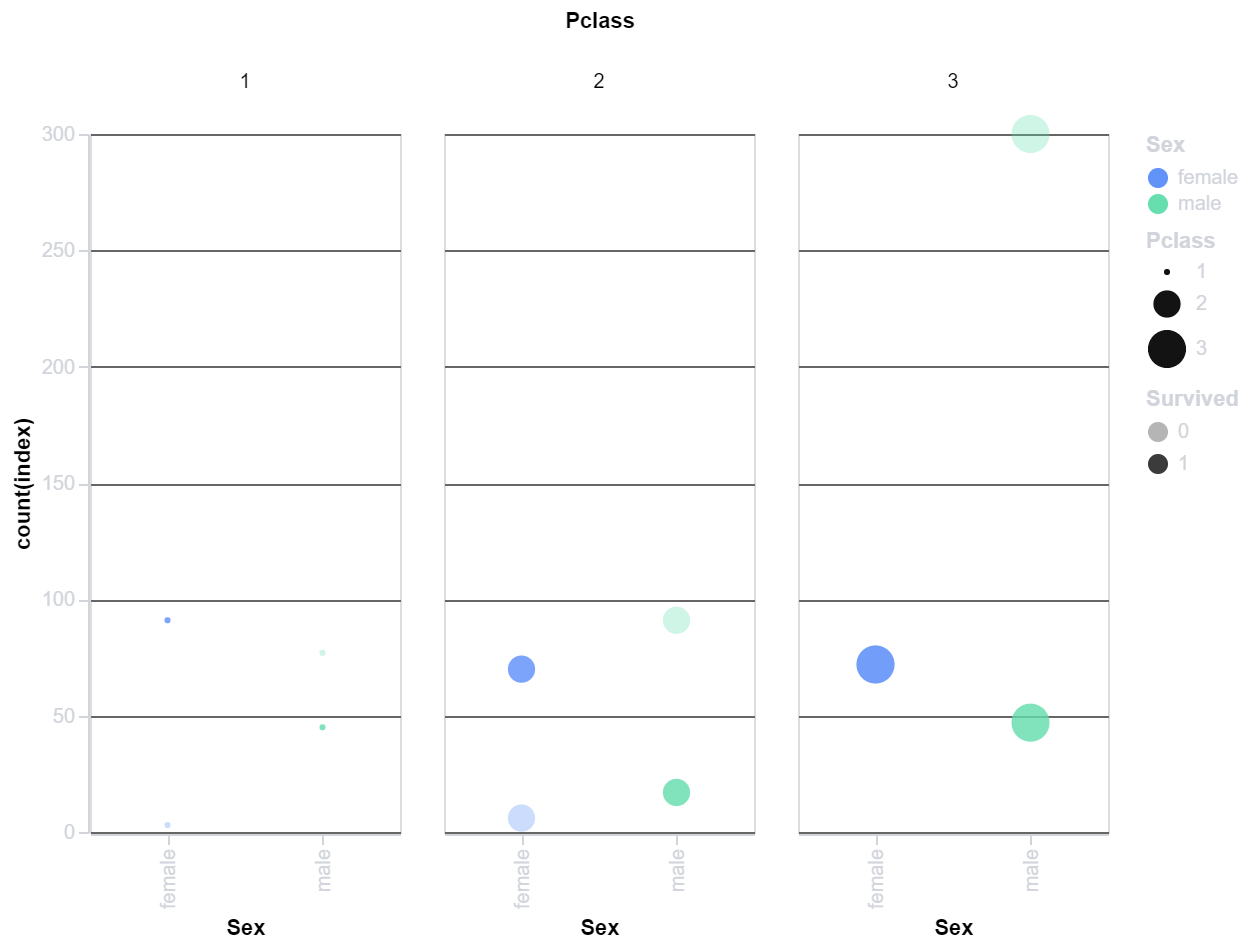 Pclass
1
2
3
300
250
200
150
100
50
0
count(index)
female
male
female
male
female
male
Sex
Sex
Sex
Sex
female
male
Pclass
1
2
3
Survived
0
1